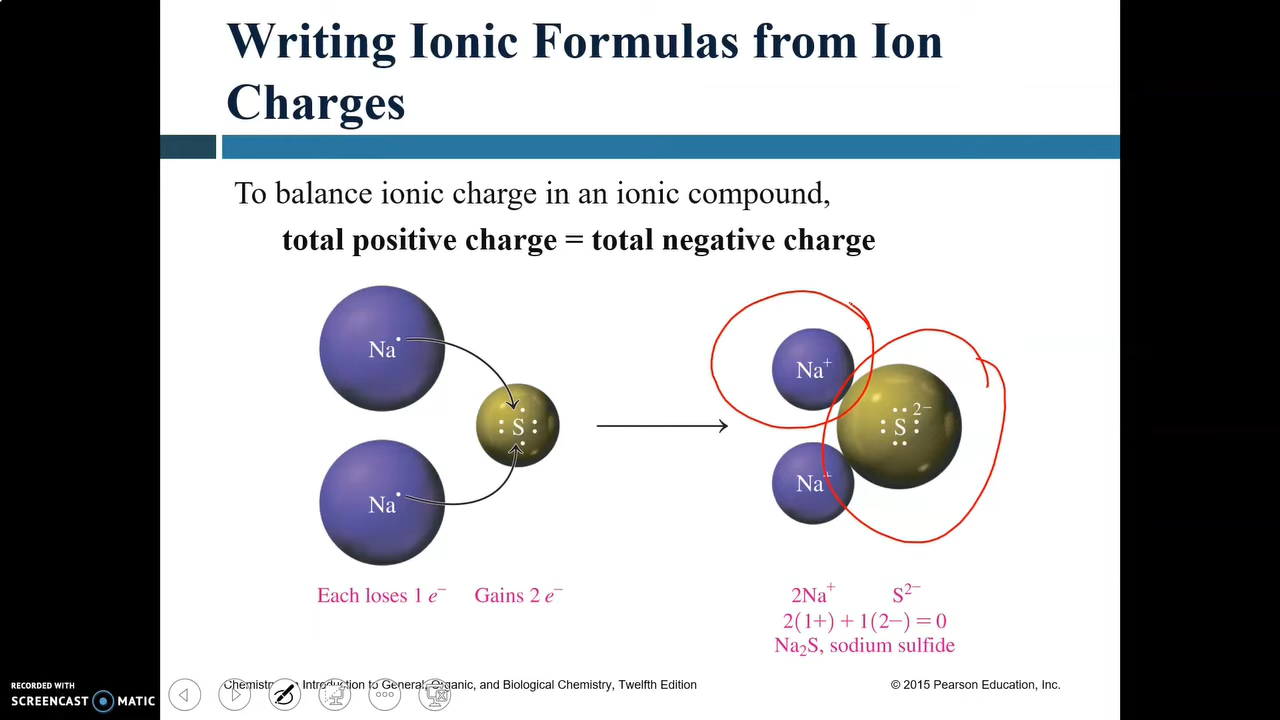 Writing Ionic Formulas from Ion
Charges
To balance ionic charge in an ionic compound,
total positive charge = total negative charge
Na
Na
S
Na⁺
Na⁺
S 2−
Each loses 1 e⁻ Gains 2 e⁻
2Na⁺ S²⁻
2(1+) + 1(2−) = 0
Na₂S, sodium sulfide
RECORDED WITH
SCREENCAST MATIC
Introduction to General, Organic, and Biological Chemistry, Twelfth Edition
© 2015 Pearson Education, Inc.